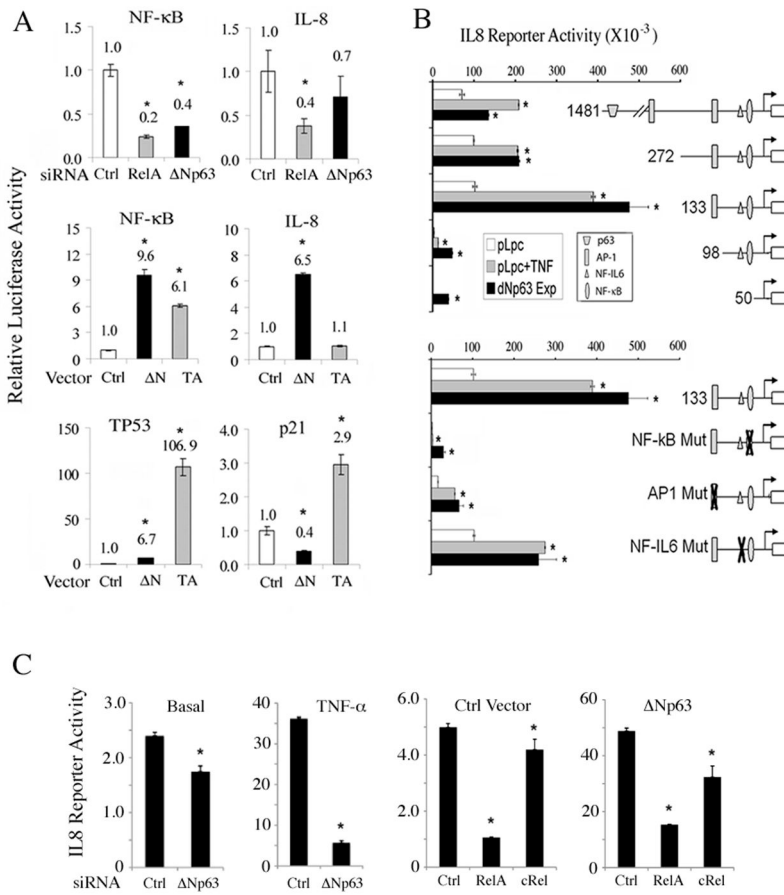 A
NF-κB
IL-8
1.5
1.0
0.5
0.0
1.0
*
0.2
*
0.4
1.5
1.0
0.5
0.0
1.0
*
0.4
0.7
siRNA Ctrl RelA ΔNp63
Ctrl RelA ΔNp63
Relative Luciferase Activity
NF-κB
IL-8
15
12
9
6
3
0
1.0
*
9.6
*
6.1
8
6
4
2
0
1.0
*
6.5
1.1
Vector Ctrl ΔN TA
Ctrl ΔN TA
TP53
p21
150
100
50
0
1.0
*
6.7
*
106.9
4.0
3.0
2.0
1.0
0.0
1.0
*
0.4
*
2.9
Vector Ctrl ΔN TA
Ctrl ΔN TA
B
IL8 Reporter Activity (X10-3)
0 200 400 600
*
*
1481
*
*
272
*
*
133
*
*
98
*
50
pLpc
pLpc+TNF
dNp63 Exp
p63
AP-1
NF-IL6
NF-κB
0 200 400 600
*
*
133
*
*
NF-kB Mut
*
*
AP1 Mut
*
*
NF-IL6 Mut
C
IL8 Reporter Activity
Basal
3.0
2.0
1.0
0
*
TNF-α
40
35
30
25
20
15
10
5
0
*
Ctrl Vector
6.0
4.0
2.0
0
*
*
ΔNp63
60
40
20
0
*
*
siRNA Ctrl ΔNp63
Ctrl ΔNp63
Ctrl RelA cRel
Ctrl RelA cRel